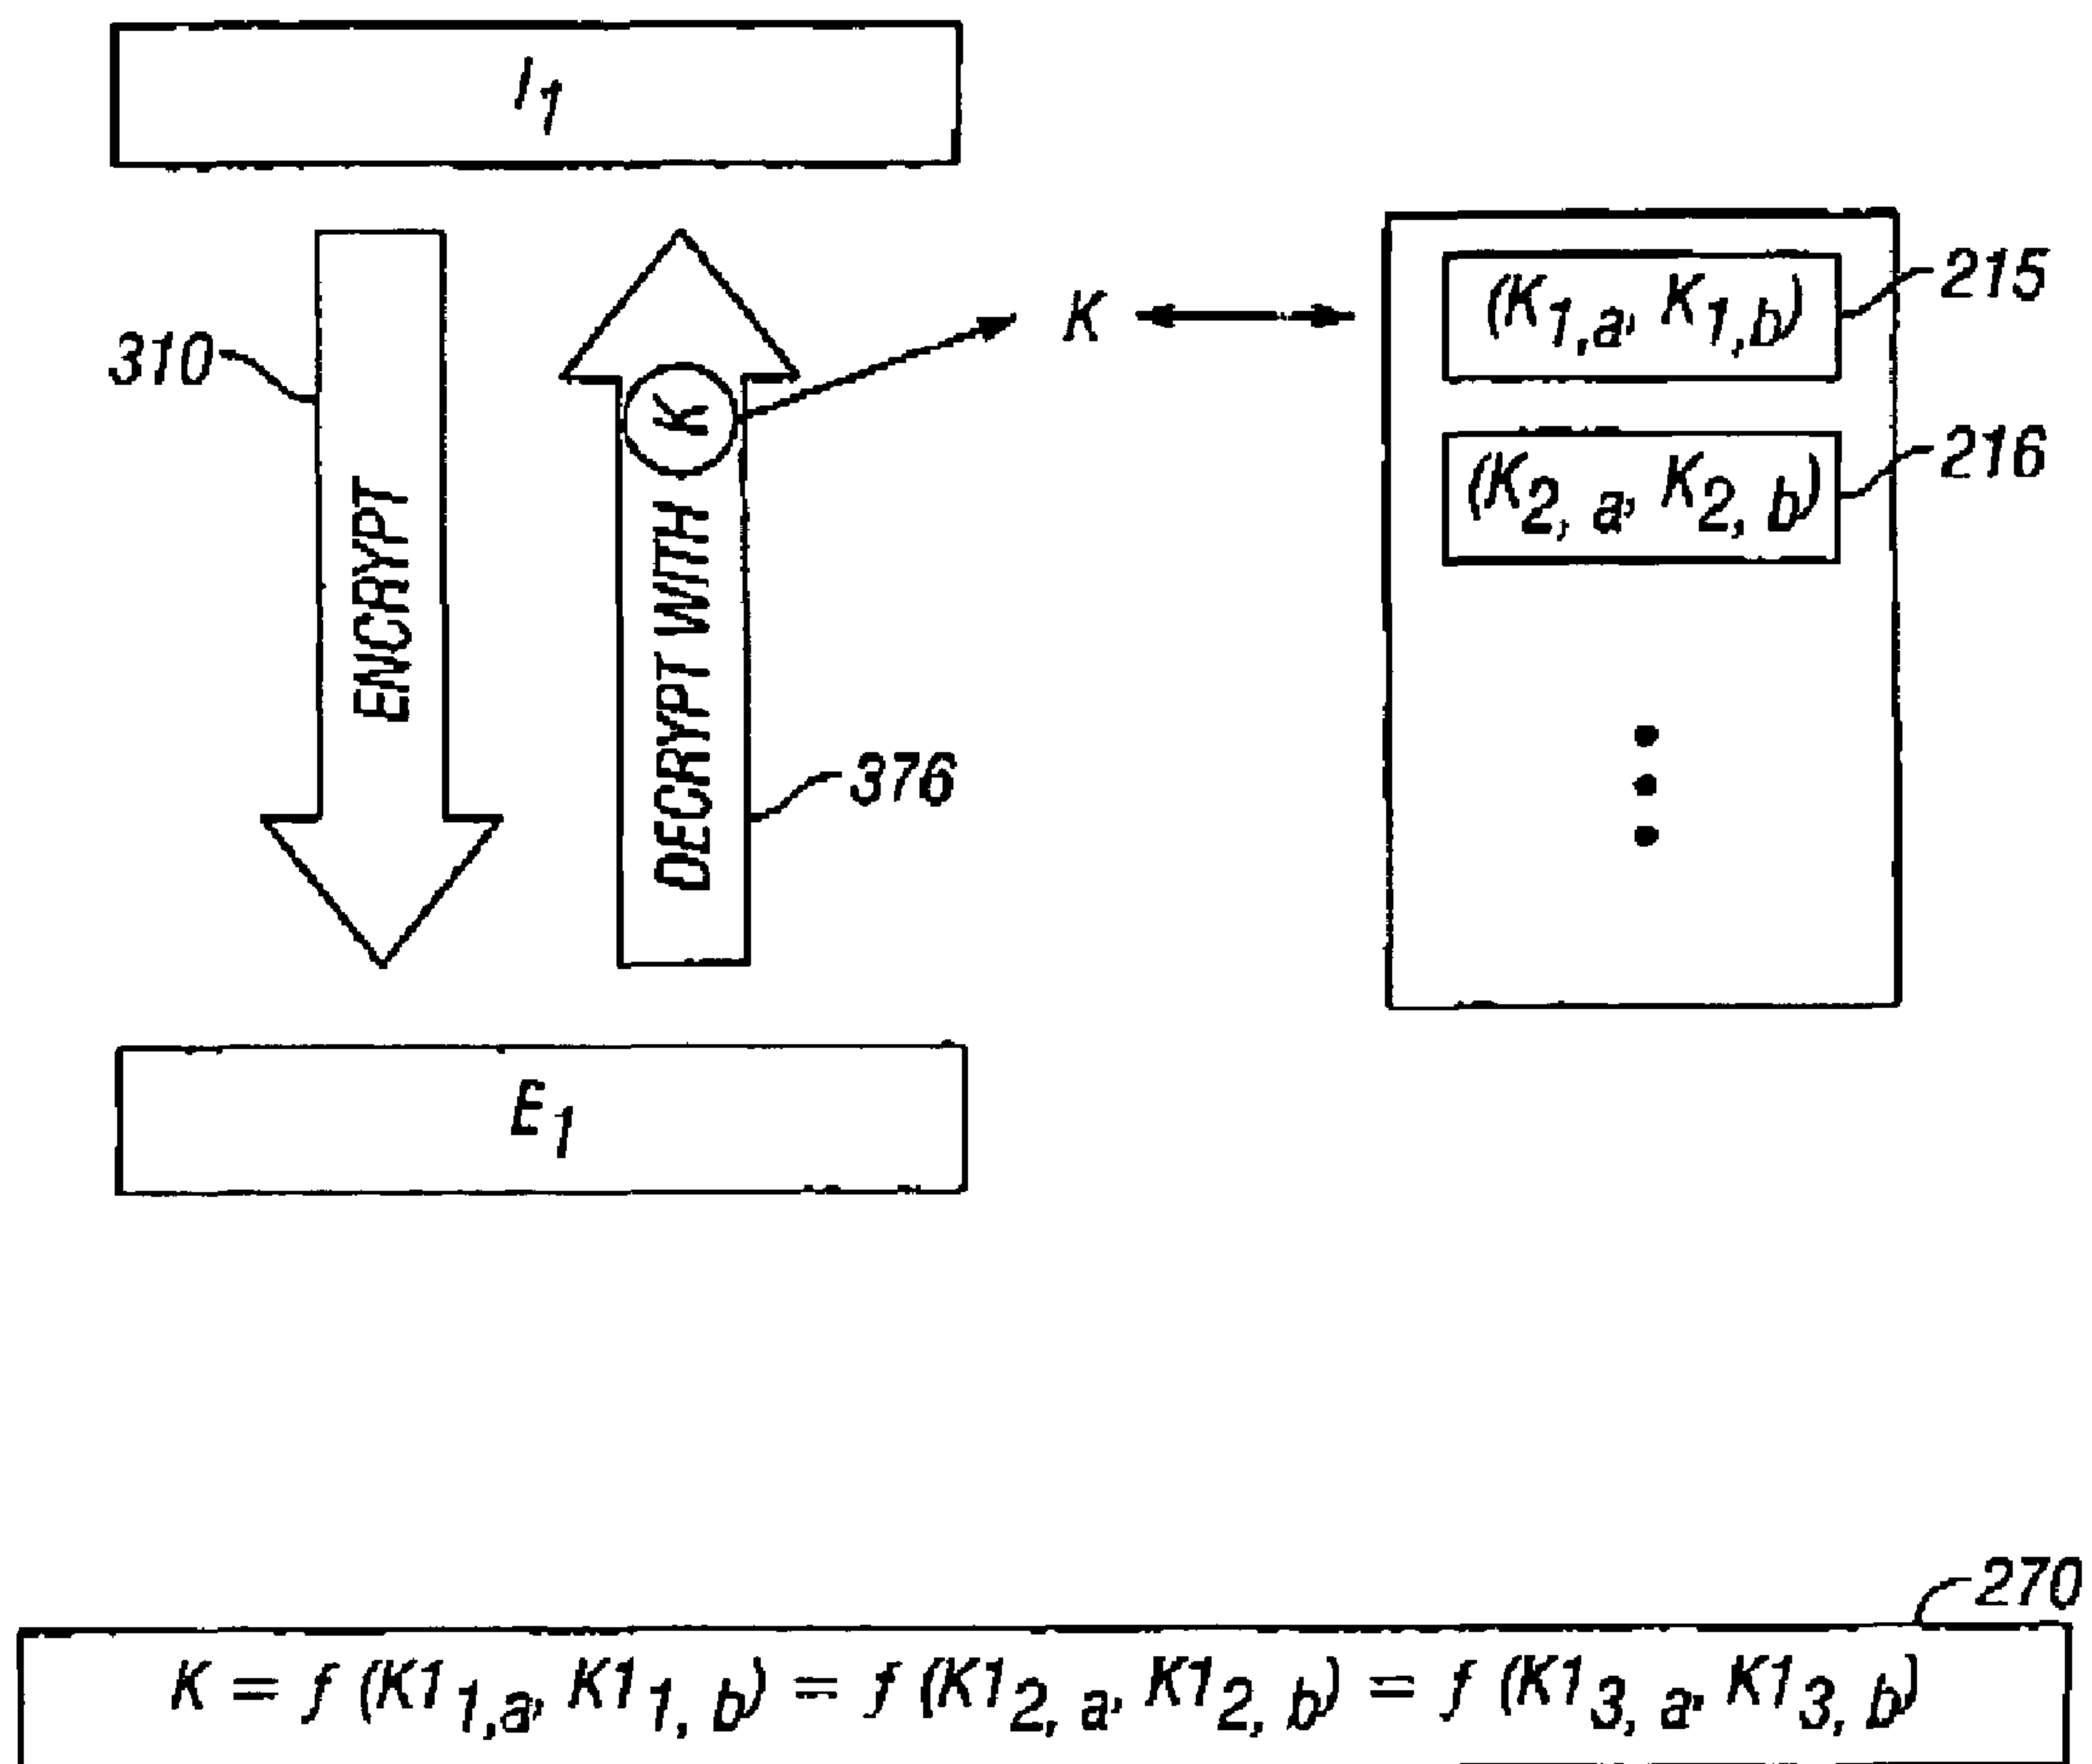 I₁
310
ENCRYPT
DECRYPT WITH K
376
K
(K₁,ₐ, K₁,b)
215
(K₂, ₐ, K₂, b)
216
E₁
270
K = f (K1₁,ₐ, K1₁, b) = f (K1₂, ₐ, K1₂, b) = f (K1₃, ₐ, K1₃, b)